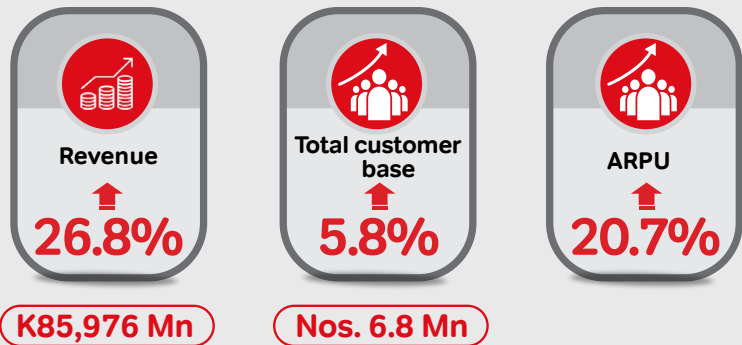 Revenue
26.8%
K85,976 Mn
Total customer
base
5.8%
Nos. 6.8 Mn
ARPU
20.7%